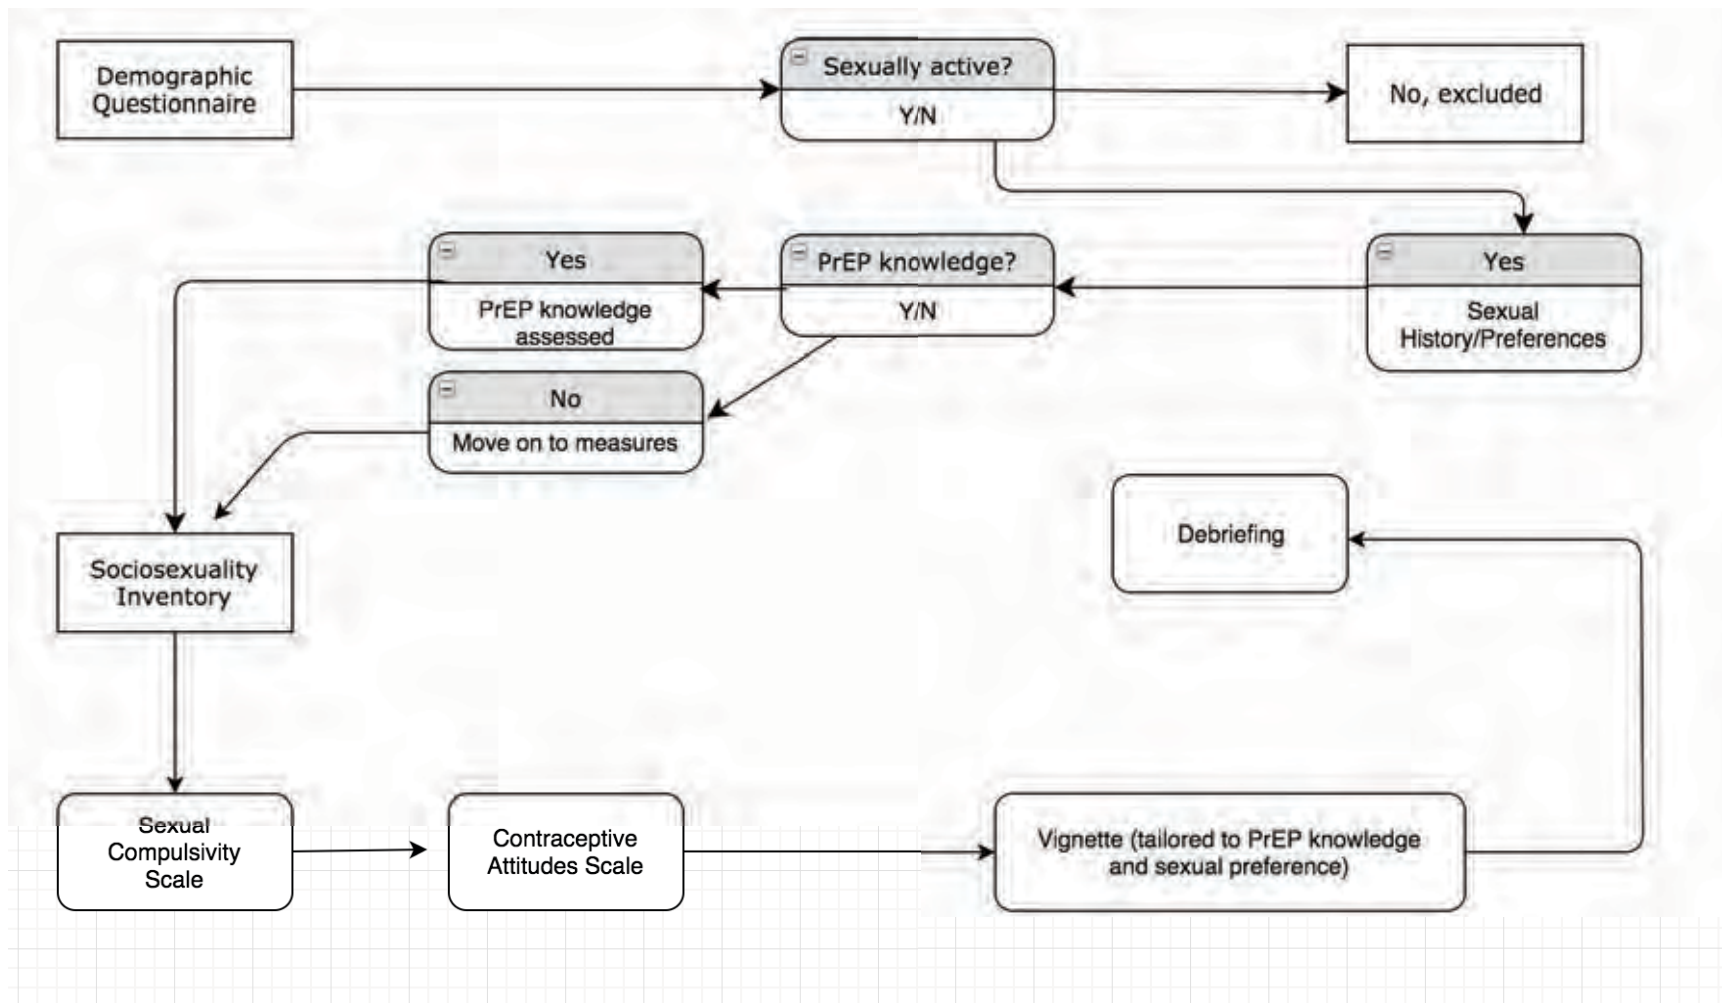 Demographic
Questionnaire
Sexually active?
Y/N
No, excluded
Yes
PrEP knowledge
assessed
PrEP knowledge?
Y/N
Yes
Sexual
History/Preferences
No
Move on to measures
Debriefing
Sociosexuality
Inventory
Sexual
Compulsivity
Scale
Contraceptive
Attitudes Scale
Vignette (tailored to PrEP knowledge
and sexual preference)